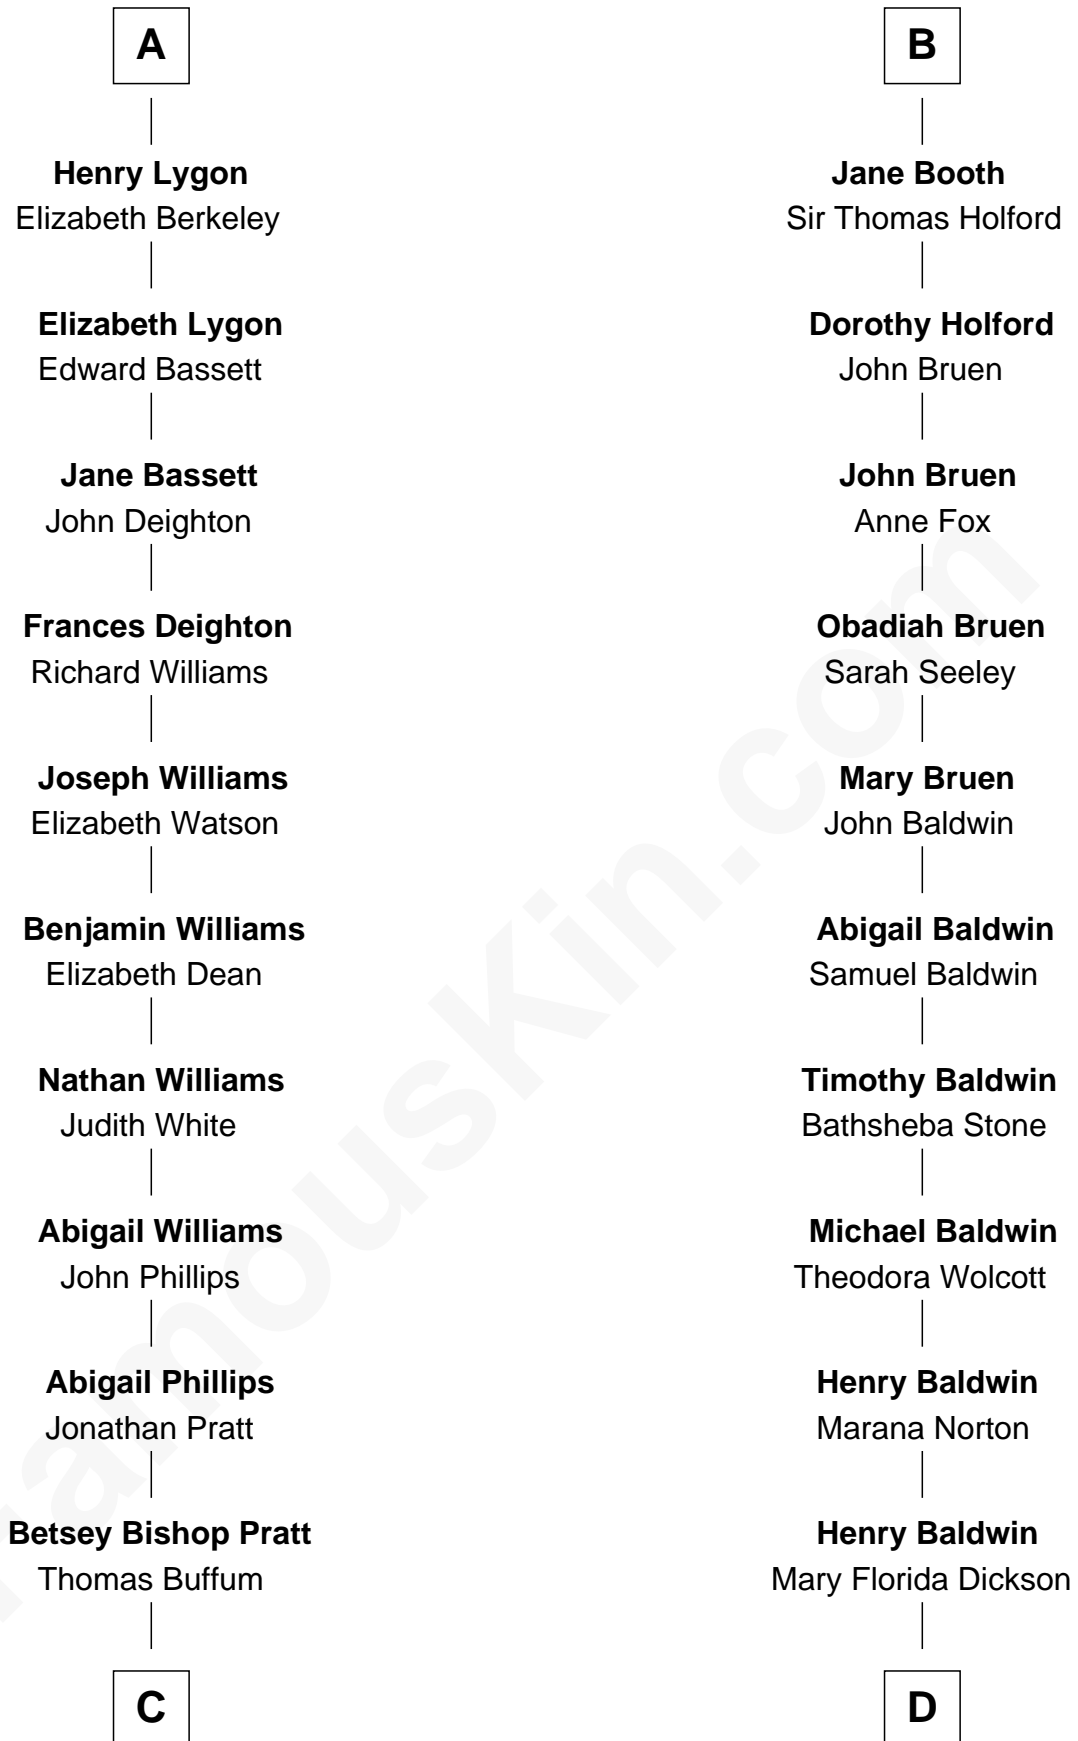 A
Henry Lygon
Elizabeth Berkeley
Elizabeth Lygon
Edward Bassett
Jane Bassett
John Deighton
Frances Deighton
Richard Williams
Joseph Williams
Elizabeth Watson
Benjamin Williams
Elizabeth Dean
Nathan Williams
Judith White
Abigail Williams
John Phillips
Abigail Phillips
Jonathan Pratt
Betsey Bishop Pratt
Thomas Buffum
C
B
Jane Booth
Sir Thomas Holford
Dorothy Holford
John Bruen
John Bruen
Anne Fox
Obadiah Bruen
Sarah Seeley
Mary Bruen
John Baldwin
Abigail Baldwin
Samuel Baldwin
Timothy Baldwin
Bathsheba Stone
Michael Baldwin
Theodora Wolcott
Henry Baldwin
Marana Norton
Henry Baldwin
Mary Florida Dickson
D
FamousKin.com